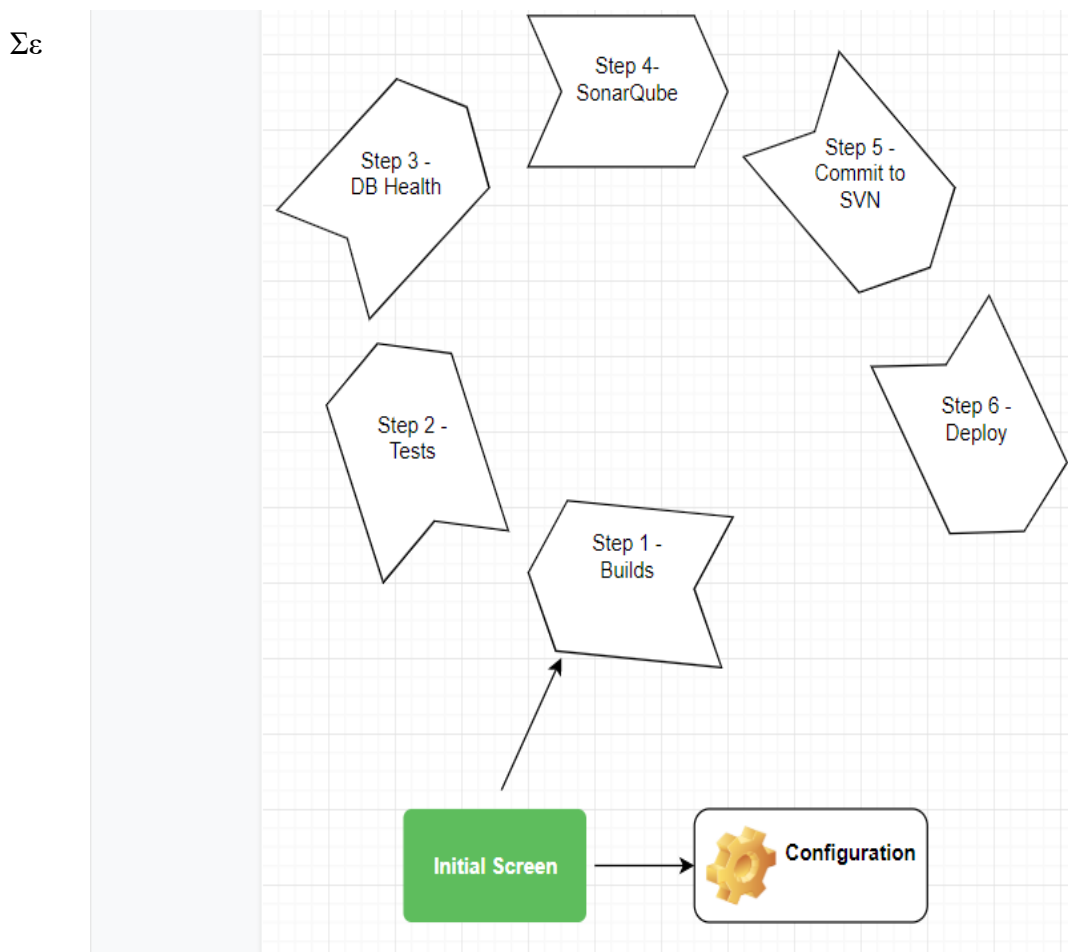 Σε
Step 4-
SonarQube
Step 3 -
DB Health
Step 5 -
Commit to
SVN
Step 2 -
Tests
Step 6 -
Deploy
Step 1 -
Builds
Initial Screen
Configuration